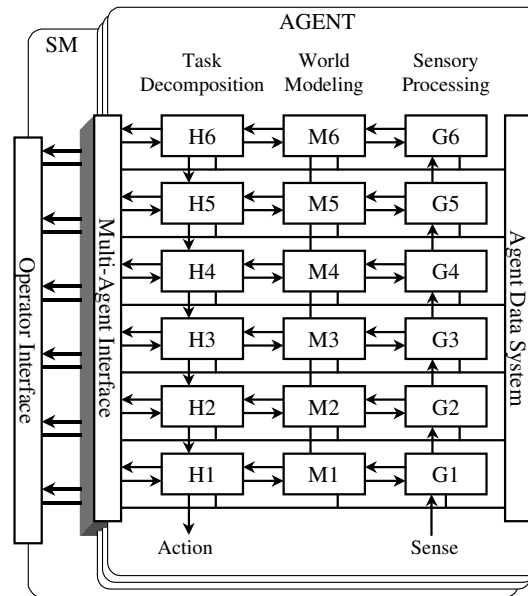 AGENT
SM
Task
Decomposition
World
Modeling
Sensory
Processing
H6 M6 G6
H5 M5 G5
H4 M4 G4
H3 M3 G3
H2 M2 G2
H1 M1 G1
Operator Interface
Multi-Agent Interface
Agent Data System
Action
Sense